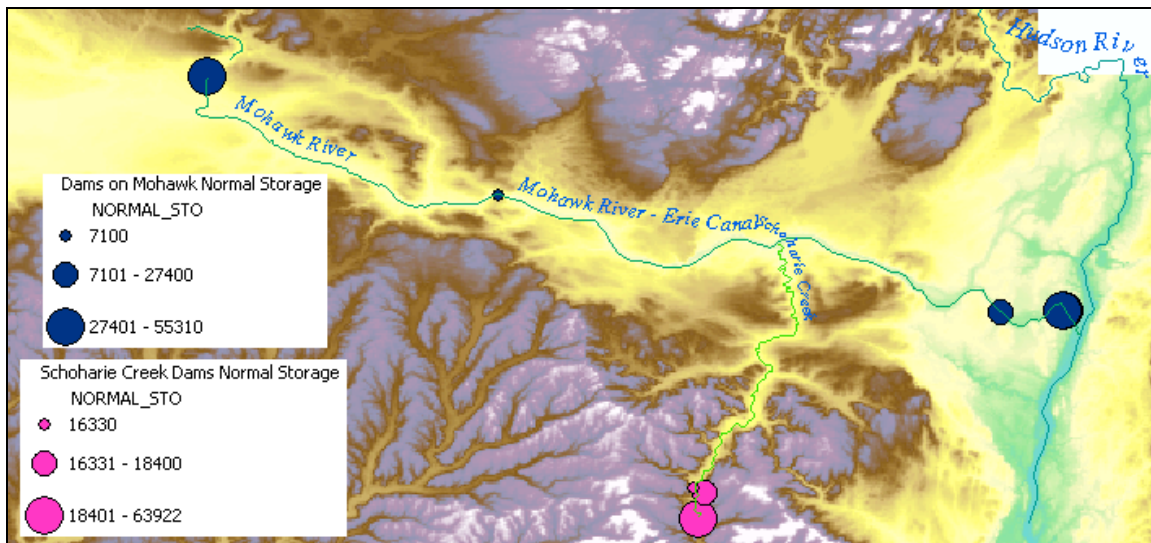 Hudson River
Mohawk River
Mohawk River - Erie Canal
Schoharie Creek
Dams on Mohawk Normal Storage
NORMAL_STO
7100
7101 - 27400
27401 - 55310
Schoharie Creek Dams Normal Storage
NORMAL_STO
16330
16331 - 18400
18401 - 63922